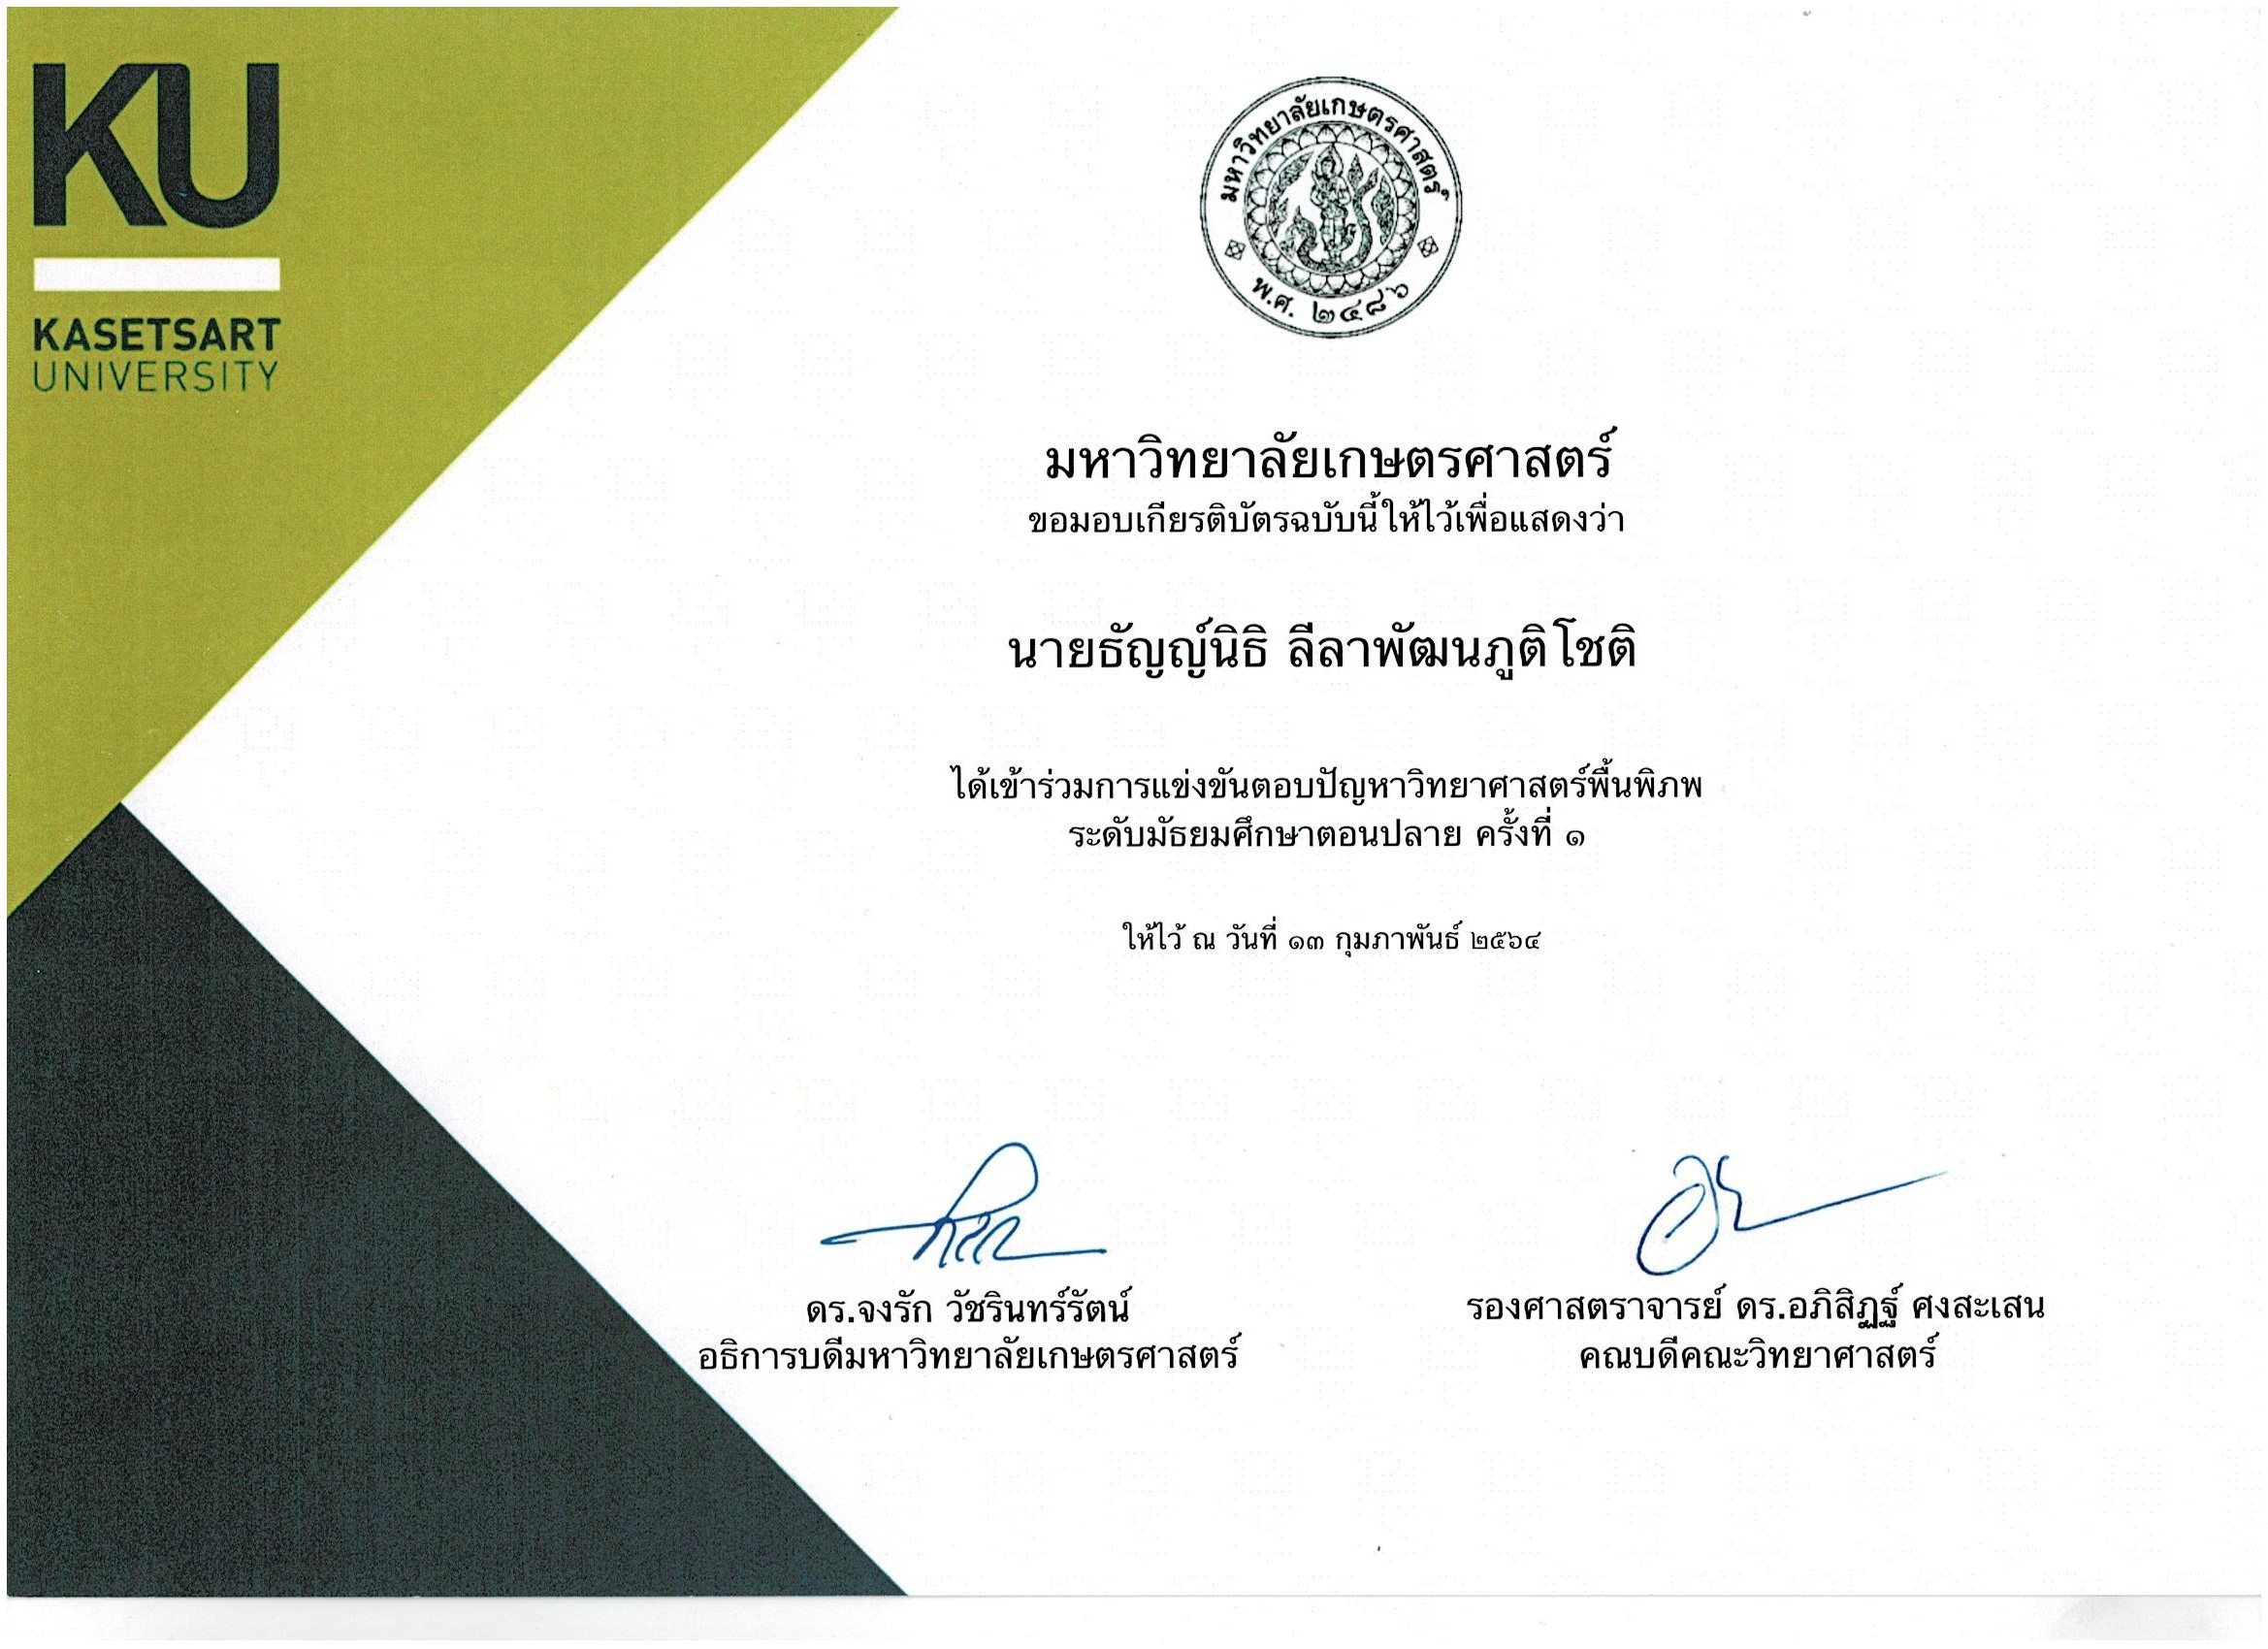 KU
KASETSART
UNIVERSITY
มหาวิทยาลัยเกษตรศาสตร์
พ.ศ. ๒๔๘๖
มหาวิทยาลัยเกษตรศาสตร์
ขอมอบเกียรติบัตรฉบับนี้ให้ไว้เพื่อแสดงว่า
นายธัญญ์นิธิ ลีลาพัฒนภูติโชติ
ได้เข้าร่วมการแข่งขันตอบปัญหาวิทยาศาสตร์พื้นพิภพ
ระดับมัธยมศึกษาตอนปลาย ครั้งที่ ๑
ให้ไว้ ณ วันที่ ๑๓ กุมภาพันธ์ ๒๕๖๔
ดร.จงรัก วัชรินทร์รัตน์
อธิการบดีมหาวิทยาลัยเกษตรศาสตร์
รองศาสตราจารย์ ดร.อภิสิฏฐ์ ศงสะเสน
คณบดีคณะวิทยาศาสตร์